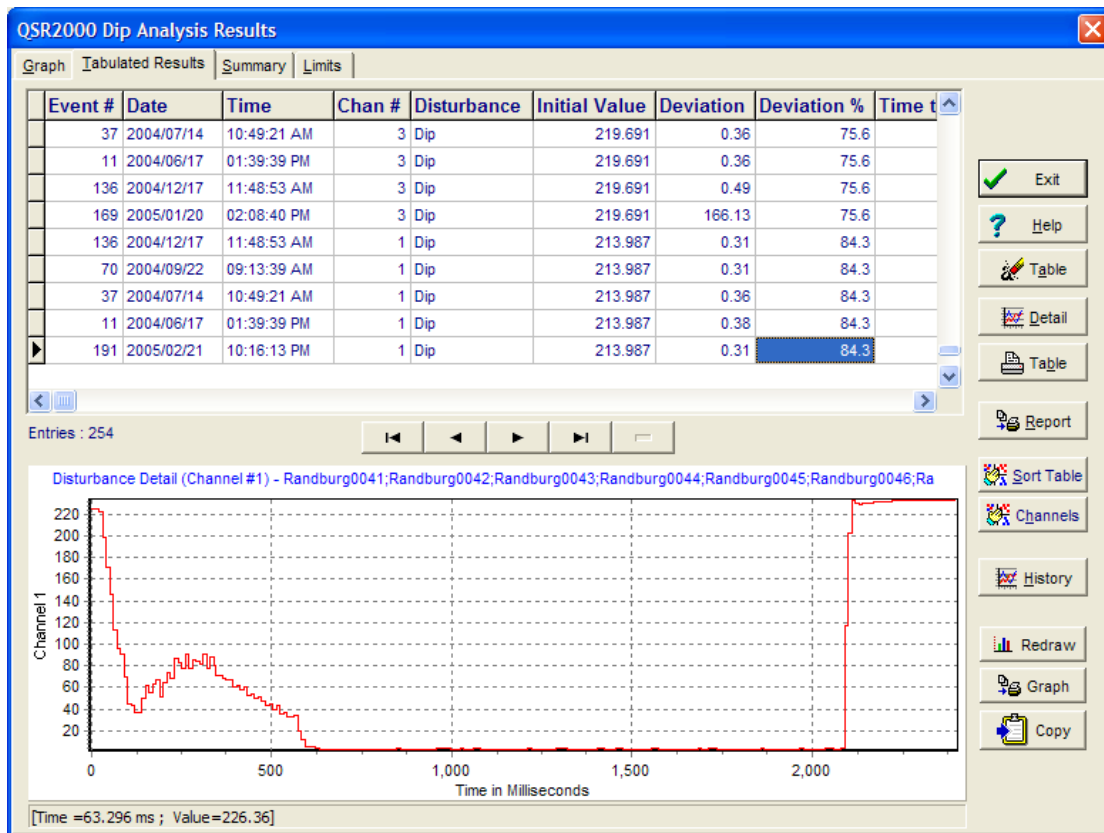 QSR2000 Dip Analysis Results
Graph Tabulated Results Summary Limits
Event # Date Time Chan # Disturbance Initial Value Deviation Deviation % Time t
37 2004/07/14 10:49:21 AM 3 Dip 219.691 0.36 75.6
11 2004/06/17 01:39:39 PM 3 Dip 219.691 0.36 75.6
136 2004/12/17 11:48:53 AM 3 Dip 219.691 0.49 75.6
169 2005/01/20 02:08:40 PM 3 Dip 219.691 166.13 75.6
136 2004/12/17 11:48:53 AM 1 Dip 213.987 0.31 84.3
70 2004/09/22 09:13:39 AM 1 Dip 213.987 0.31 84.3
37 2004/07/14 10:49:21 AM 1 Dip 213.987 0.36 84.3
11 2004/06/17 01:39:39 PM 1 Dip 213.987 0.38 84.3
191 2005/02/21 10:16:13 PM 1 Dip 213.987 0.31 84.3
Entries : 254
Exit
Help
Table
Detail
Table
Report
Sort Table
Channels
History
Redraw
Graph
Copy
Disturbance Detail (Channel #1) - Randburg0041;Randburg0042;Randburg0043;Randburg0044;Randburg0045;Randburg0046;Ra
Channel 1
220
200
180
160
140
120
100
80
60
40
20
0 500 1,000 1,500 2,000
Time in Milliseconds
[Time =63.296 ms ; Value=226.36]